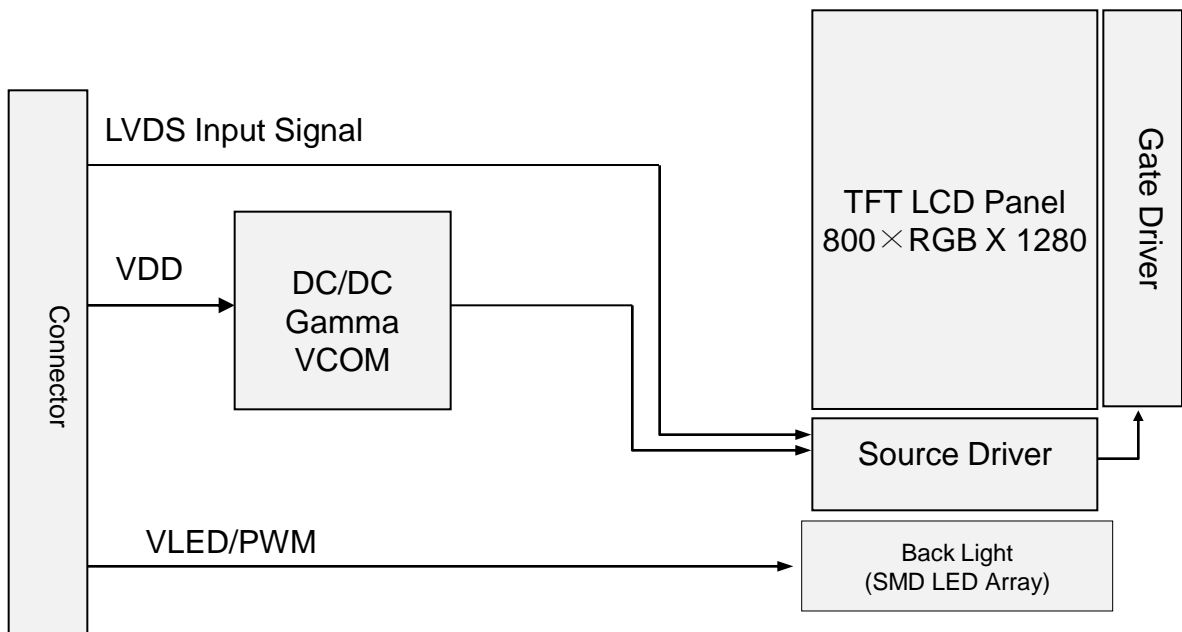 LVDS Input Signal
Connector
VDD
DC/DC
Gamma
VCOM
TFT LCD Panel
800×RGB X 1280
Gate Driver
Source Driver
VLED/PWM
Back Light
(SMD LED Array)